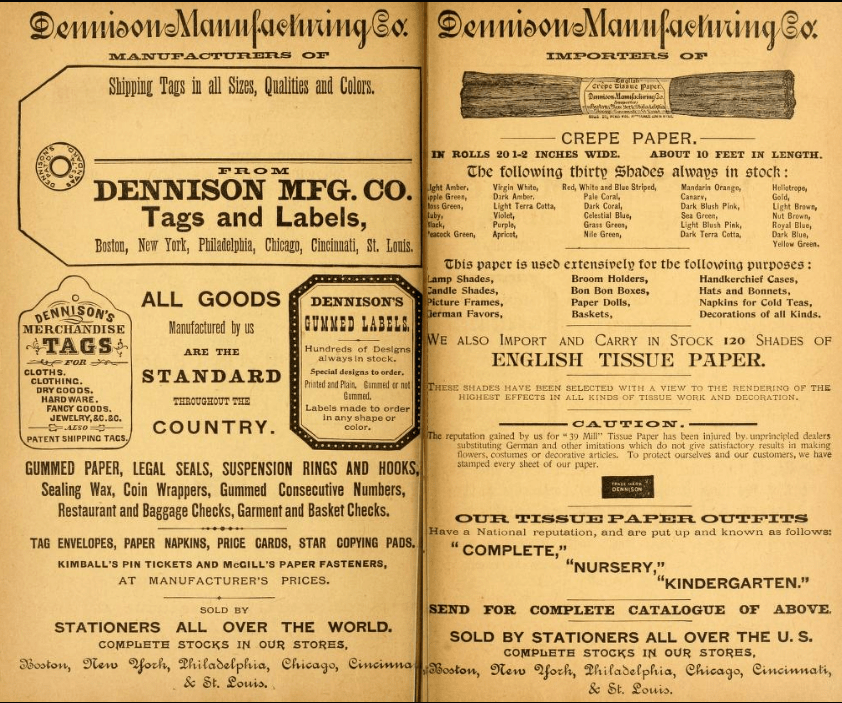 Dennison Manufacturing Co.
MANUFACTURERS OF
Shipping Tags in all Sizes, Qualities and Colors.
FROM
DENNISON MFG. CO.
Tags and Labels,
Boston, New York, Philadelphia, Chicago, Cincinnati, St. Louis.
DENNISON'S
MERCHANDISE
TAGS
FOR
CLOTHS.
CLOTHING.
DRY GOODS.
HARDWARE.
FANCY GOODS.
JEWELRY, &C. &C.
ALSO
PATENT SHIPPING TAGS.
ALL GOODS
Manufactured by us
ARE THE
STANDARD
THROUGHOUT THE
COUNTRY.
DENNISON'S
GUMMED LABELS.
Hundreds of Designs
always in stock.
Special designs to order.
Printed and Plain, Gummed or not
Gummed.
Labels made to order
in any shape or
color.
GUMMED PAPER, LEGAL SEALS, SUSPENSION RINGS AND HOOKS,
Sealing Wax, Coin Wrappers, Gummed Consecutive Numbers,
Restaurant and Baggage Checks, Garment and Basket Checks.
TAG ENVELOPES, PAPER NAPKINS, PRICE CARDS, STAR COPYING PADS.
KIMBALL'S PIN TICKETS AND McGILL'S PAPER FASTENERS,
AT MANUFACTURER'S PRICES.
SOLD BY
STATIONERS ALL OVER THE WORLD.
COMPLETE STOCKS IN OUR STORES,
Boston, New York, Philadelphia, Chicago, Cincinna
& St. Louis.
Dennison Manufacturing Co.
IMPORTERS OF
English
Crêpe Tissue Paper
Dennison Manufacturing Co.
CREPE PAPER.
IN ROLLS 20 1-2 INCHES WIDE. ABOUT 10 FEET IN LENGTH.
The following thirty Shades always in stock:
Light Amber, Virgin White, Red, White and Blue Striped, Mandarin Orange, Heliotrope,
Apple Green, Dark Amber, Pale Coral, Canary, Gold,
Moss Green, Light Terra Cotta, Dark Coral, Dark Blush Pink, Light Brown,
Ruby, Violet, Celestial Blue, Sea Green, Nut Brown,
Black, Purple, Grass Green, Light Blush Pink, Royal Blue,
Peacock Green, Apricot, Nile Green, Dark Terra Cotta, Dark Blue,
Yellow Green.
This paper is used extensively for the following purposes:
Lamp Shades, Broom Holders, Handkerchief Cases,
Candle Shades, Bon Bon Boxes, Hats and Bonnets,
Picture Frames, Paper Dolls, Napkins for Cold Teas,
German Favors, Baskets, Decorations of all Kinds.
WE ALSO IMPORT AND CARRY IN STOCK 120 SHADES OF
ENGLISH TISSUE PAPER.
THESE SHADES HAVE BEEN SELECTED WITH A VIEW TO THE RENDERING OF THE
HIGHEST EFFECTS IN ALL KINDS OF TISSUE WORK AND DECORATION.
CAUTION.
The reputation gained by us for "39 Mill" Tissue Paper has been injured by unprincipled dealers
substituting German and other imitations which do not give satisfactory results in making
flowers, costumes or decorative articles. To protect ourselves and our customers, we have
stamped every sheet of our paper.
TRADE MARK
DENNISON
OUR TISSUE PAPER OUTFITS
Have a National reputation, and are put up and known as follows:
"COMPLETE,"
"NURSERY,"
"KINDERGARTEN."
SEND FOR COMPLETE CATALOGUE OF ABOVE.
SOLD BY STATIONERS ALL OVER THE U. S.
COMPLETE STOCKS IN OUR STORES,
Boston, New York, Philadelphia, Chicago, Cincinnati,
& St. Louis.